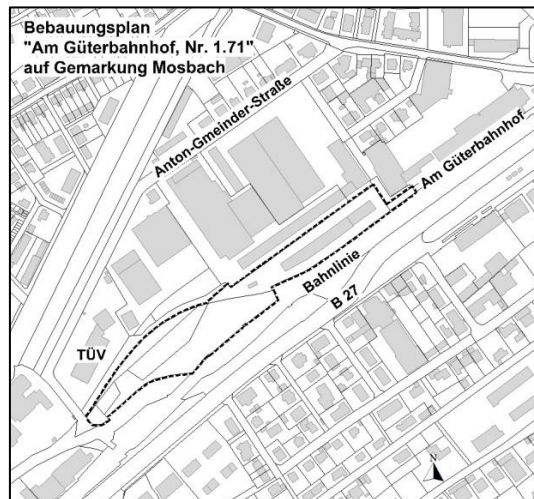 Bebauungsplan
"Am Güterbahnhof, Nr. 1.71"
auf Gemarkung Mosbach
Anton-Gmeinder-Straße
Am Güterbahnhof
Bahnlinie
B 27
TÜV
N